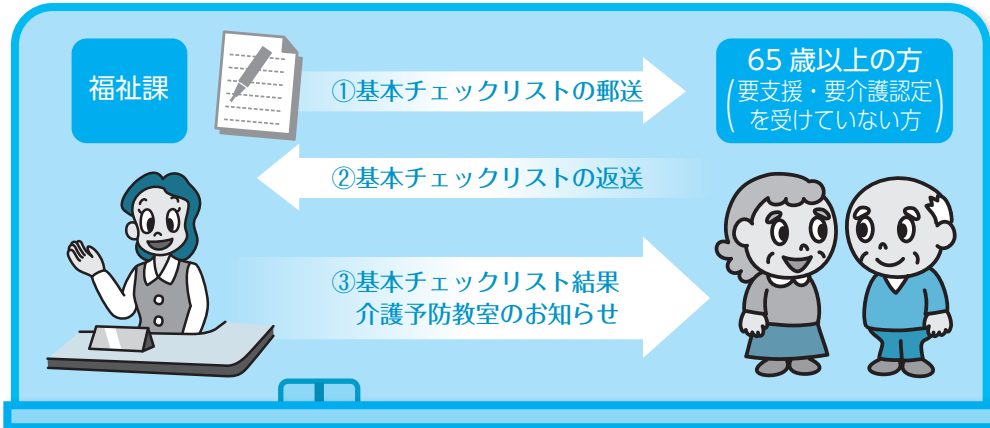 福祉課
①基本チェックリストの郵送
65歳以上の方
(要支援・要介護認定
を受けていない方)
②基本チェックリストの返送
③基本チェックリスト結果
介護予防教室のお知らせ